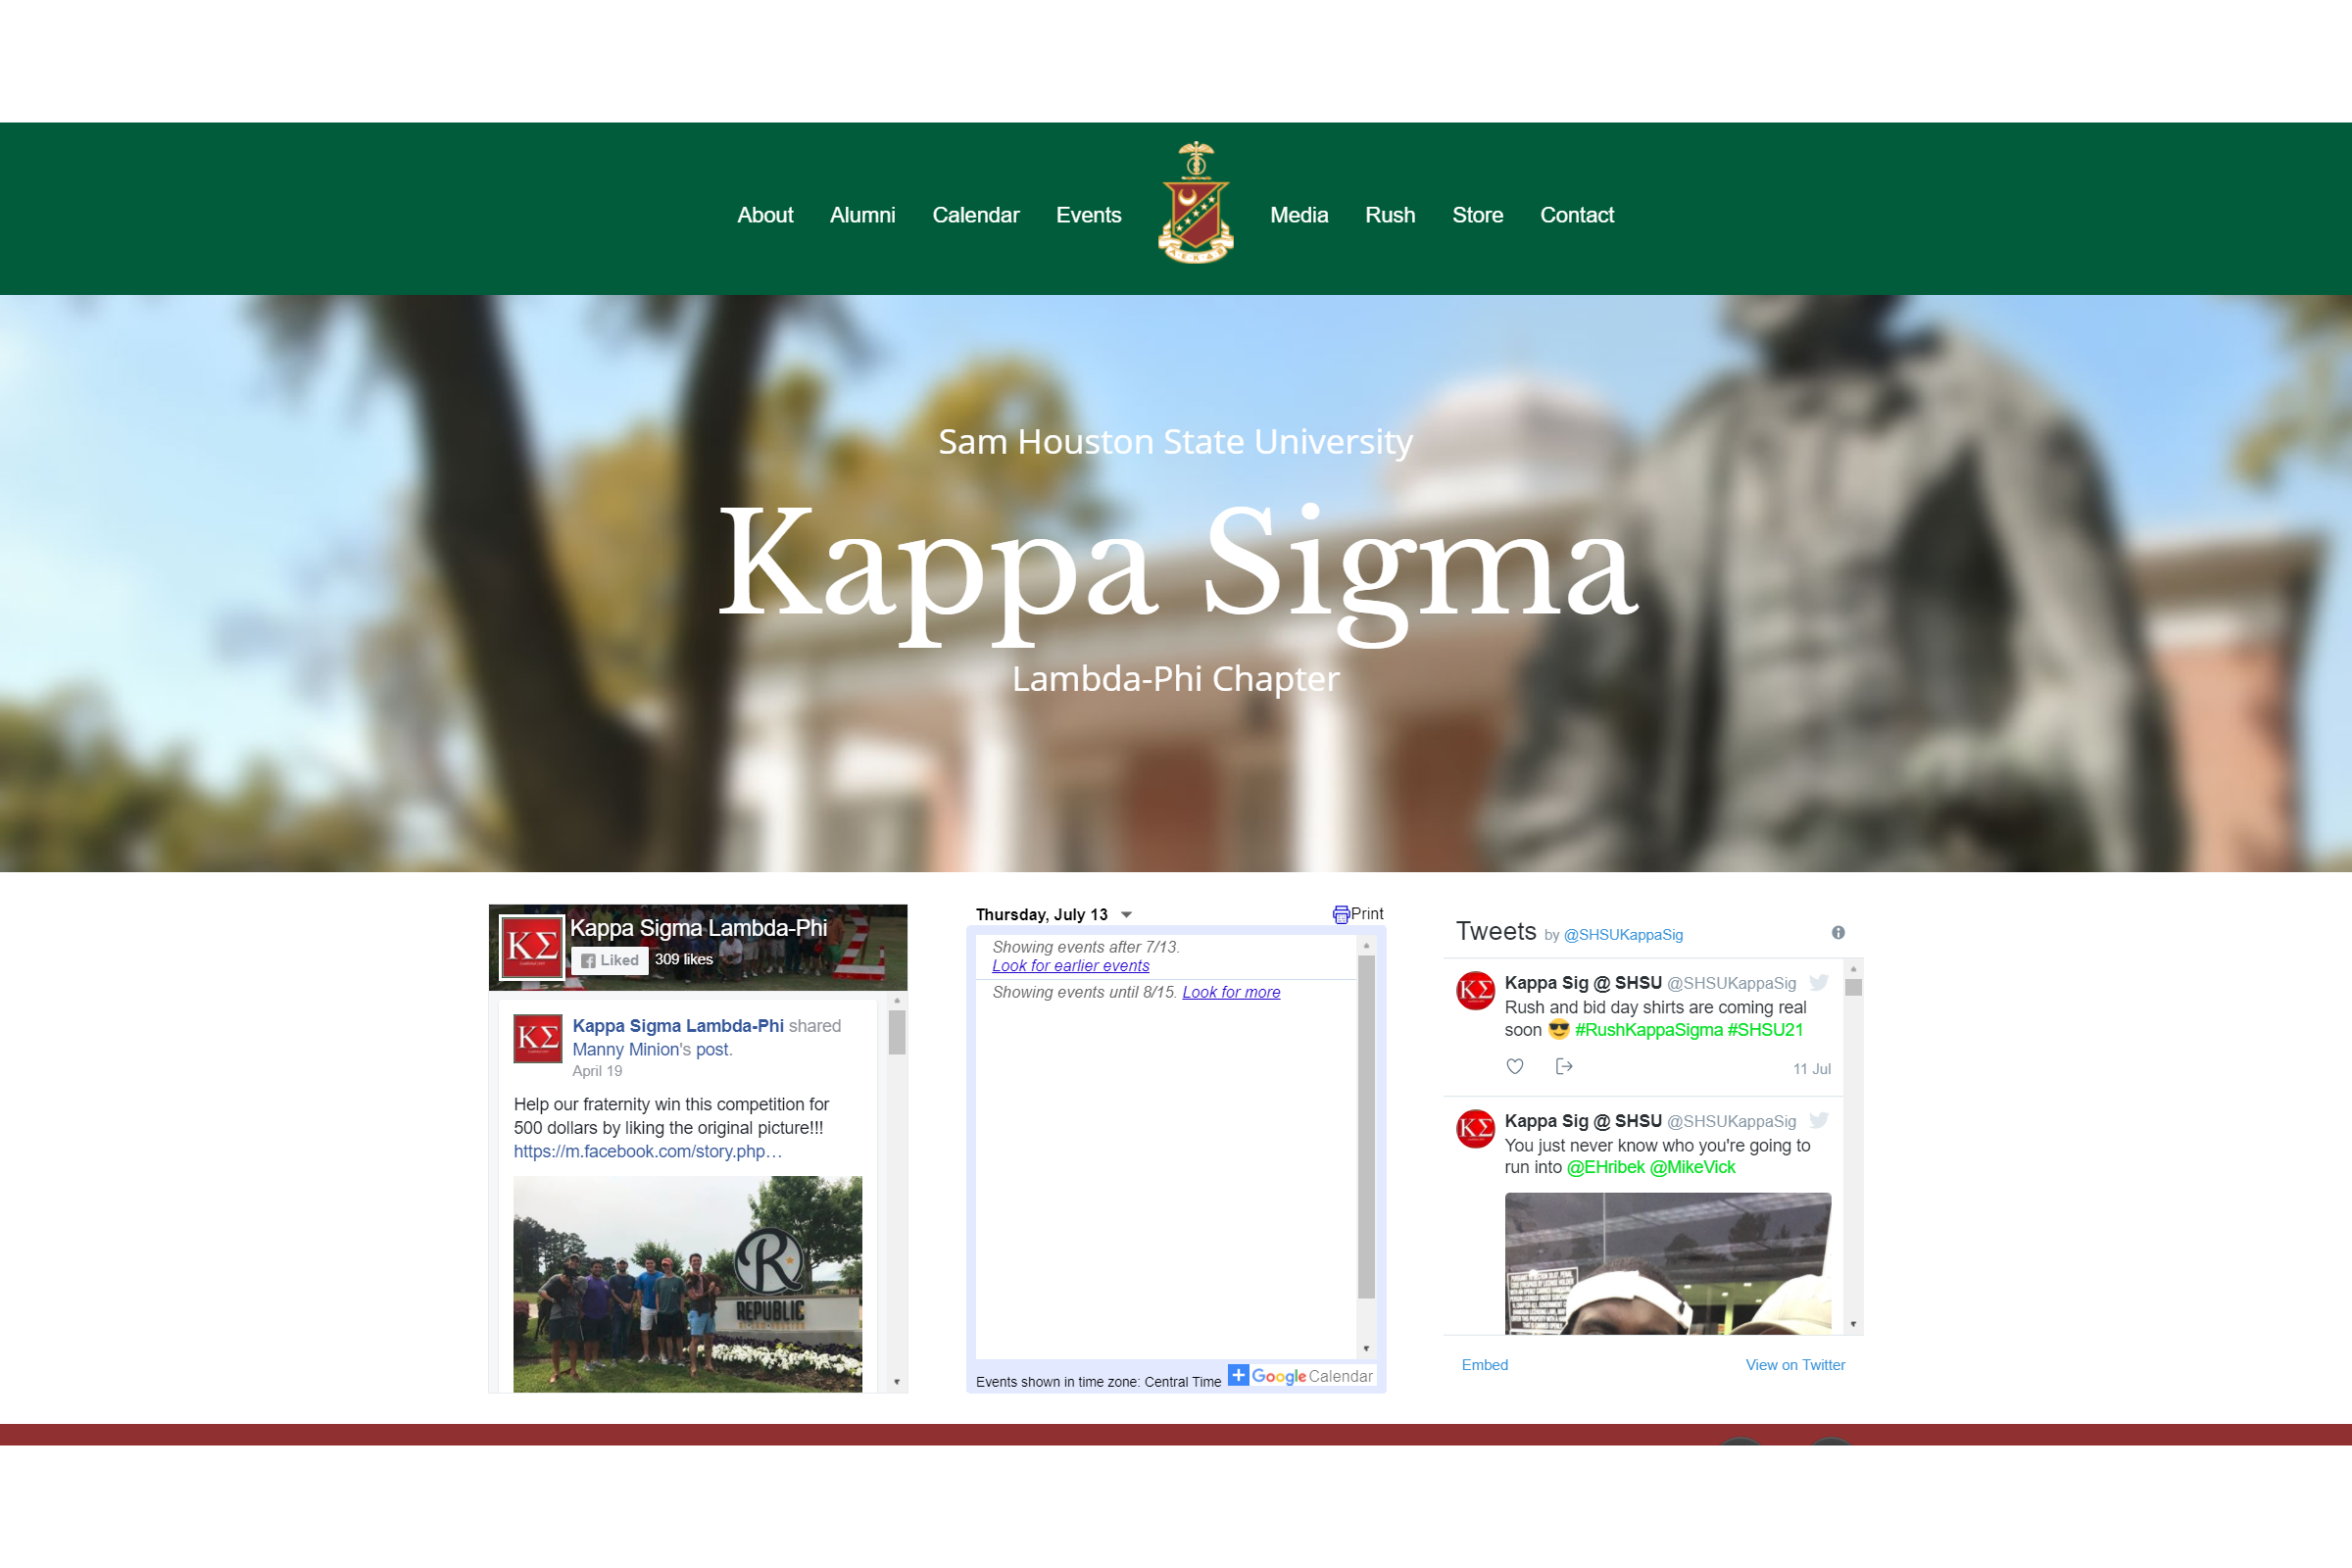 About Alumni Calendar Events Media Rush Store Contact
Sam Houston State University
Kappa Sigma
Lambda-Phi Chapter
ΚΣ
Kappa Sigma Lambda-Phi
Liked 309 likes
ΚΣ
Kappa Sigma Lambda-Phi shared
Manny Minion's post.
April 19
Help our fraternity win this competition for
500 dollars by liking the original picture!!!
https://m.facebook.com/story.php…
R
REPUBLIC
Thursday, July 13 Print
Showing events after 7/13.
Look for earlier events
Showing events until 8/15. Look for more
Events shown in time zone: Central Time + Google Calendar
Tweets by @SHSUKappaSig
ΚΣ
Kappa Sig @ SHSU @SHSUKappaSig
Rush and bid day shirts are coming real
soon 😎 #RushKappaSigma #SHSU21
11 Jul
ΚΣ
Kappa Sig @ SHSU @SHSUKappaSig
You just never know who you're going to
run into @EHribek @MikeVick
Embed View on Twitter